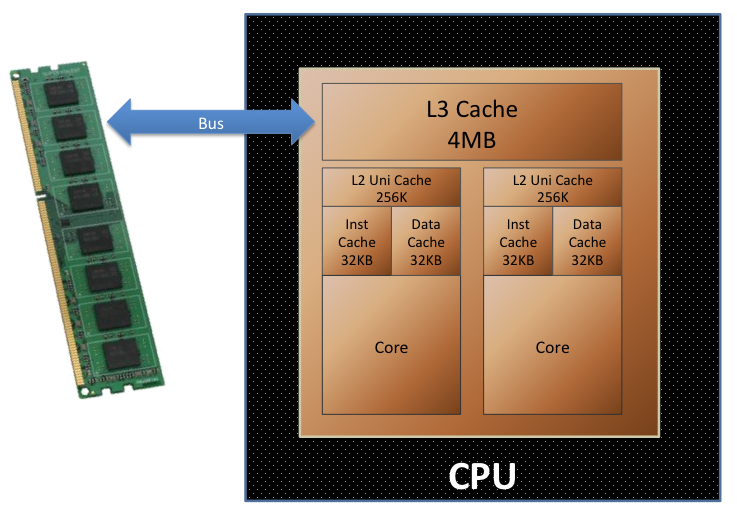 Bus
L3 Cache
4MB
L2 Uni Cache
256K
L2 Uni Cache
256K
Inst
Cache
32KB
Data
Cache
32KB
Inst
Cache
32KB
Data
Cache
32KB
Core
Core
CPU